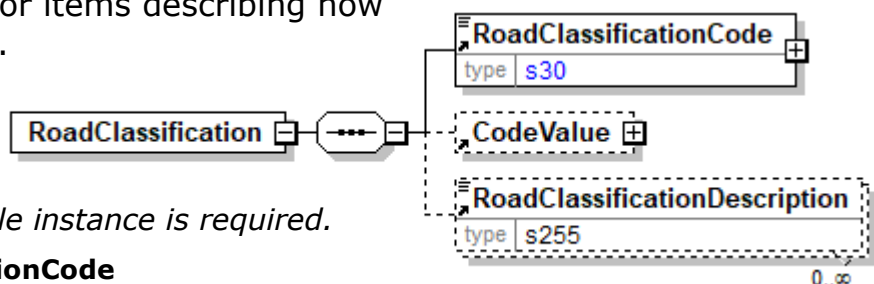 or items describing how
.
RoadClassificationCode
type s30
RoadClassification
CodeValue
RoadClassificationDescription
type s255
le instance is required.
ionCode
0..∞